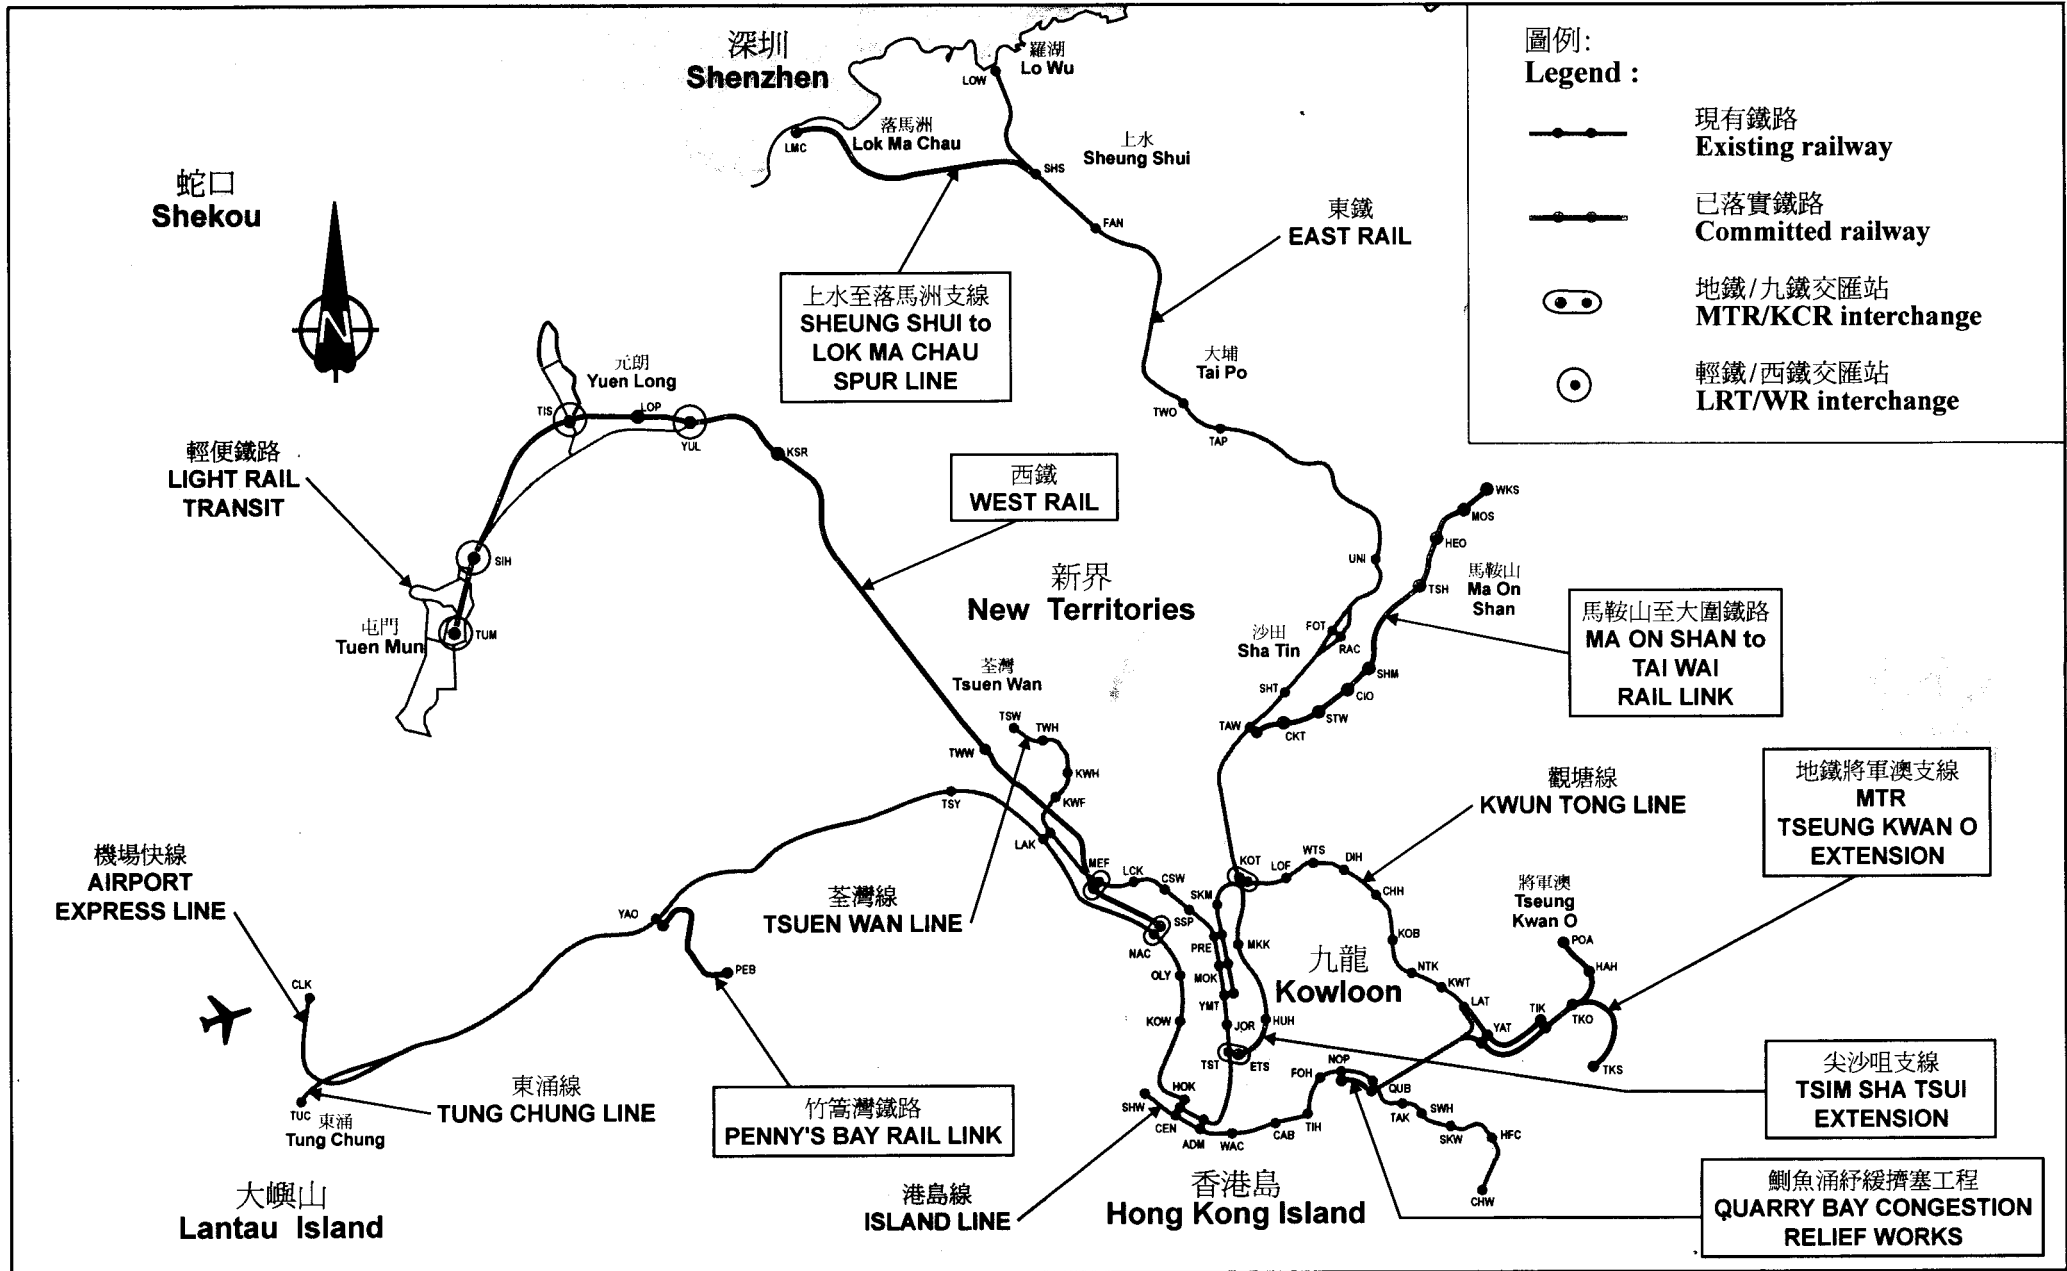 深圳
Shenzhen
羅湖
Lo Wu
LOW
落馬洲
Lok Ma Chau
LMC
上水
Sheung Shui
SHS
FAN
蛇口
Shekou
N
東鐵
EAST RAIL
上水至落馬洲支線
SHEUNG SHUI to
LOK MA CHAU
SPUR LINE
圖例:
Legend :
現有鐵路
Existing railway
已落實鐵路
Committed railway
地鐵/九鐵交匯站
MTR/KCR interchange
輕鐵/西鐵交匯站
LRT/WR interchange
元朗
Yuen Long
TIS
LOP
YUL
KSR
大埔
Tai Po
TWO
TAP
輕便鐵路
LIGHT RAIL
TRANSIT
西鐵
WEST RAIL
SIH
TUM
屯門
Tuen Mun
新界
New Territories
WKS
MOS
HEO
TSH
UNI
馬鞍山
Ma On
Shan
馬鞍山至大圍鐵路
MA ON SHAN to
TAI WAI
RAIL LINK
沙田
Sha Tin
FOT
RAC
SHT
SHM
CIO
STW
CKT
TAW
荃灣
Tsuen Wan
TSW
TWH
TWW
KWH
KWF
TSY
LAK
觀塘線
KWUN TONG LINE
地鐵將軍澳支線
MTR
TSEUNG KWAN O
EXTENSION
機場快線
AIRPORT
EXPRESS LINE
荃灣線
TSUEN WAN LINE
MEF
LCK
CSW
SSP
NAC
SKM
KOT
LOF
WTS
DIH
CHH
KOB
NTK
KWT
LAT
YAT
TIK
TKO
將軍澳
Tseung
Kwan O
POA
HAH
TKS
YAO
PEB
CLK
PRE
MKK
MOK
YMT
九龍
Kowloon
OLY
KOW
JOR
HUH
TST
ETS
TUC
東涌
Tung Chung
東涌線
TUNG CHUNG LINE
竹篙灣鐵路
PENNY'S BAY RAIL LINK
尖沙咀支線
TSIM SHA TSUI
EXTENSION
SHW
HOK
CEN
ADM
WAC
CAB
TIH
FOH
NOP
QUB
TAK
SWH
SKW
HFC
CHW
大嶼山
Lantau Island
港島線
ISLAND LINE
香港島
Hong Kong Island
鰂魚涌紓緩擠塞工程
QUARRY BAY CONGESTION
RELIEF WORKS